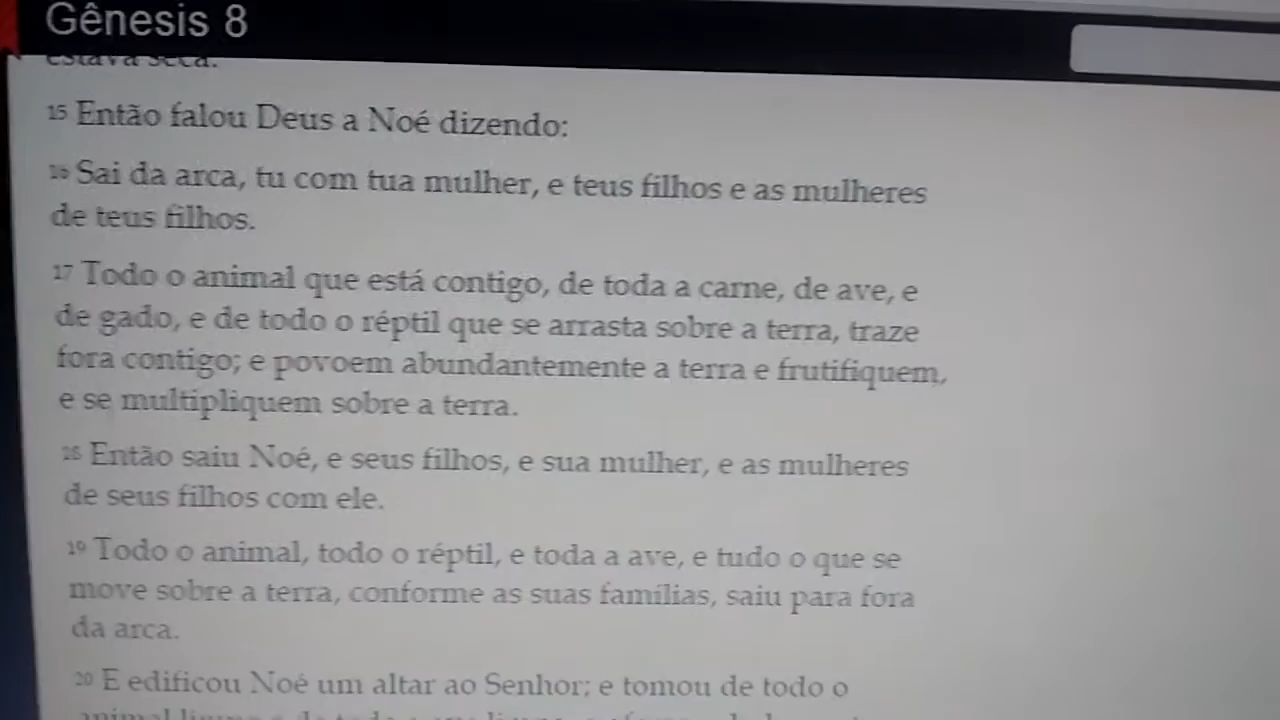 Gênesis 8
estava seca.
15 Então falou Deus a Noé dizendo:
16 Sai da arca, tu com tua mulher, e teus filhos e as mulheres
de teus filhos.
17 Todo o animal que está contigo, de toda a carne, de ave, e
de gado, e de todo o réptil que se arrasta sobre a terra, traze
fora contigo; e povoem abundantemente a terra e frutifiquem,
e se multipliquem sobre a terra.
18 Então saiu Noé, e seus filhos, e sua mulher, e as mulheres
de seus filhos com ele.
19 Todo o animal, todo o réptil, e toda a ave, e tudo o que se
move sobre a terra, conforme as suas famílias, saiu para fora
da arca.
20 E edificou Noé um altar ao Senhor; e tomou de todo o
animal